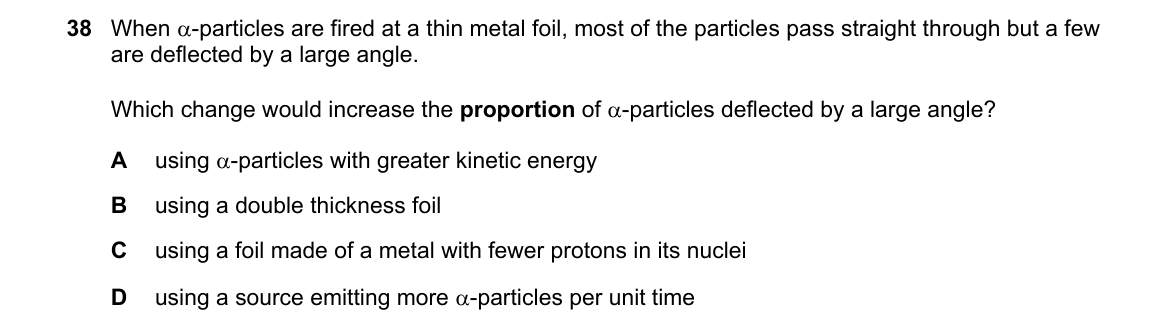 38 When α-particles are fired at a thin metal foil, most of the particles pass straight through but a few
are deflected by a large angle.
Which change would increase the proportion of α-particles deflected by a large angle?
A using α-particles with greater kinetic energy
B using a double thickness foil
C using a foil made of a metal with fewer protons in its nuclei
D using a source emitting more α-particles per unit time